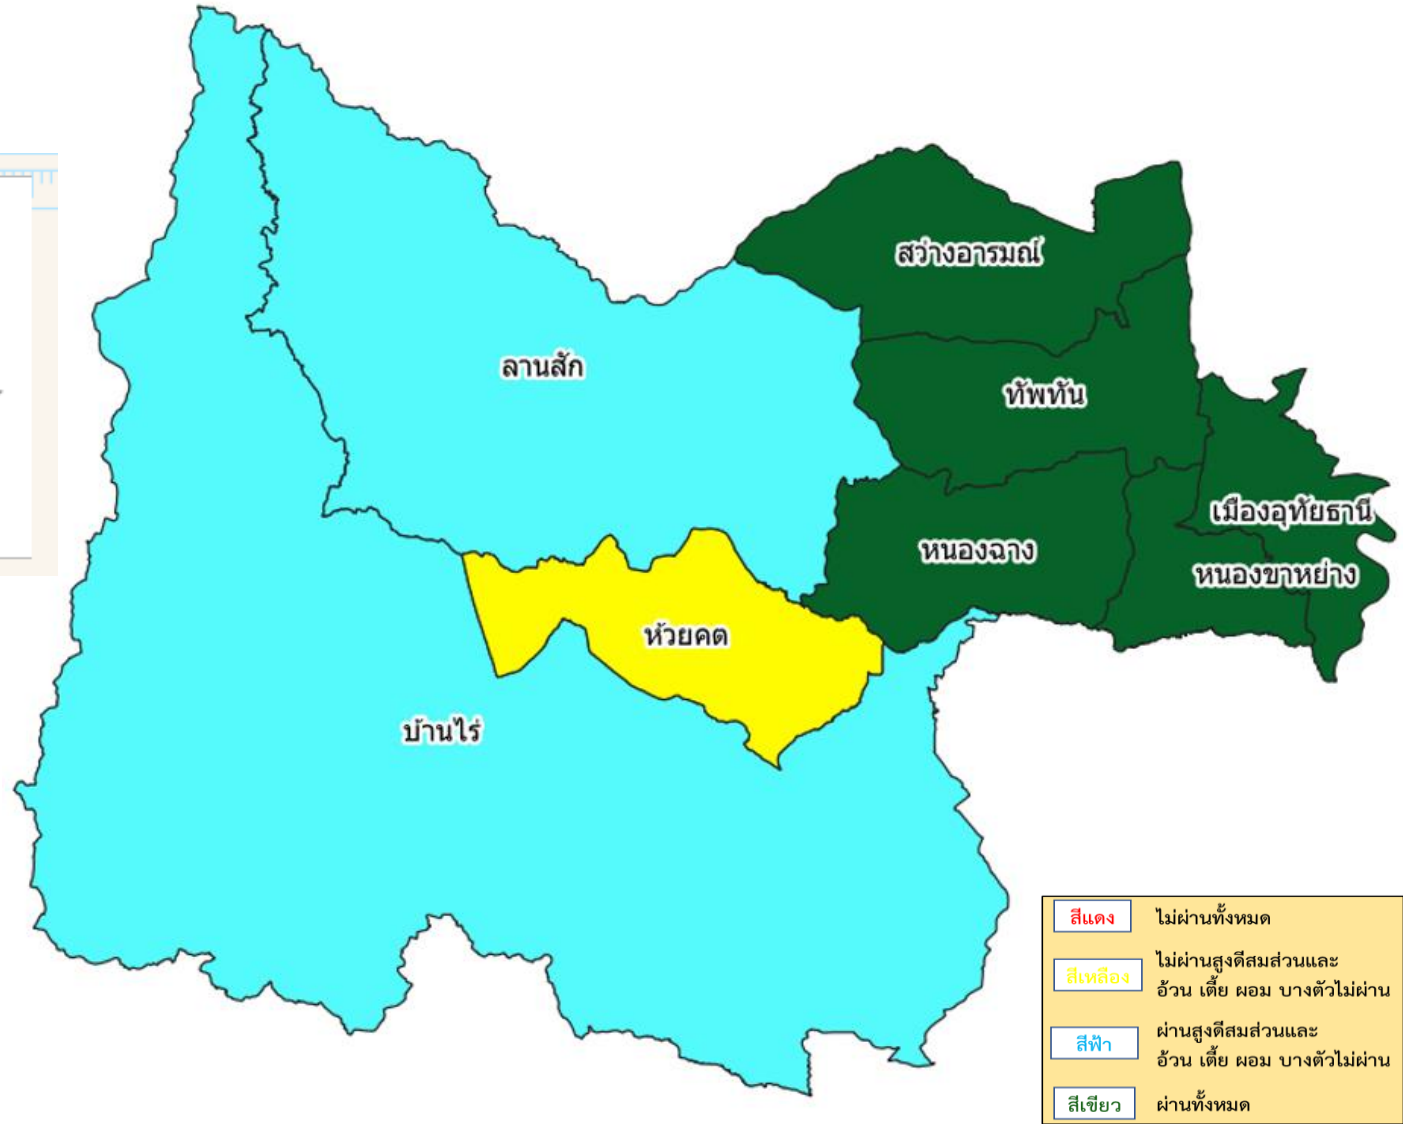 สว่างอารมณ์
ลานสัก
ทัพทัน
เมืองอุทัยธานี
หนองฉาง
หนองขาหย่าง
ห้วยคต
บ้านไร่
สีแดง ไม่ผ่านทั้งหมด
สีเหลือง ไม่ผ่านสูงดีสมส่วนและ
อ้วน เตี้ย ผอม บางตัวไม่ผ่าน
สีฟ้า ผ่านสูงดีสมส่วนและ
อ้วน เตี้ย ผอม บางตัวไม่ผ่าน
สีเขียว ผ่านทั้งหมด